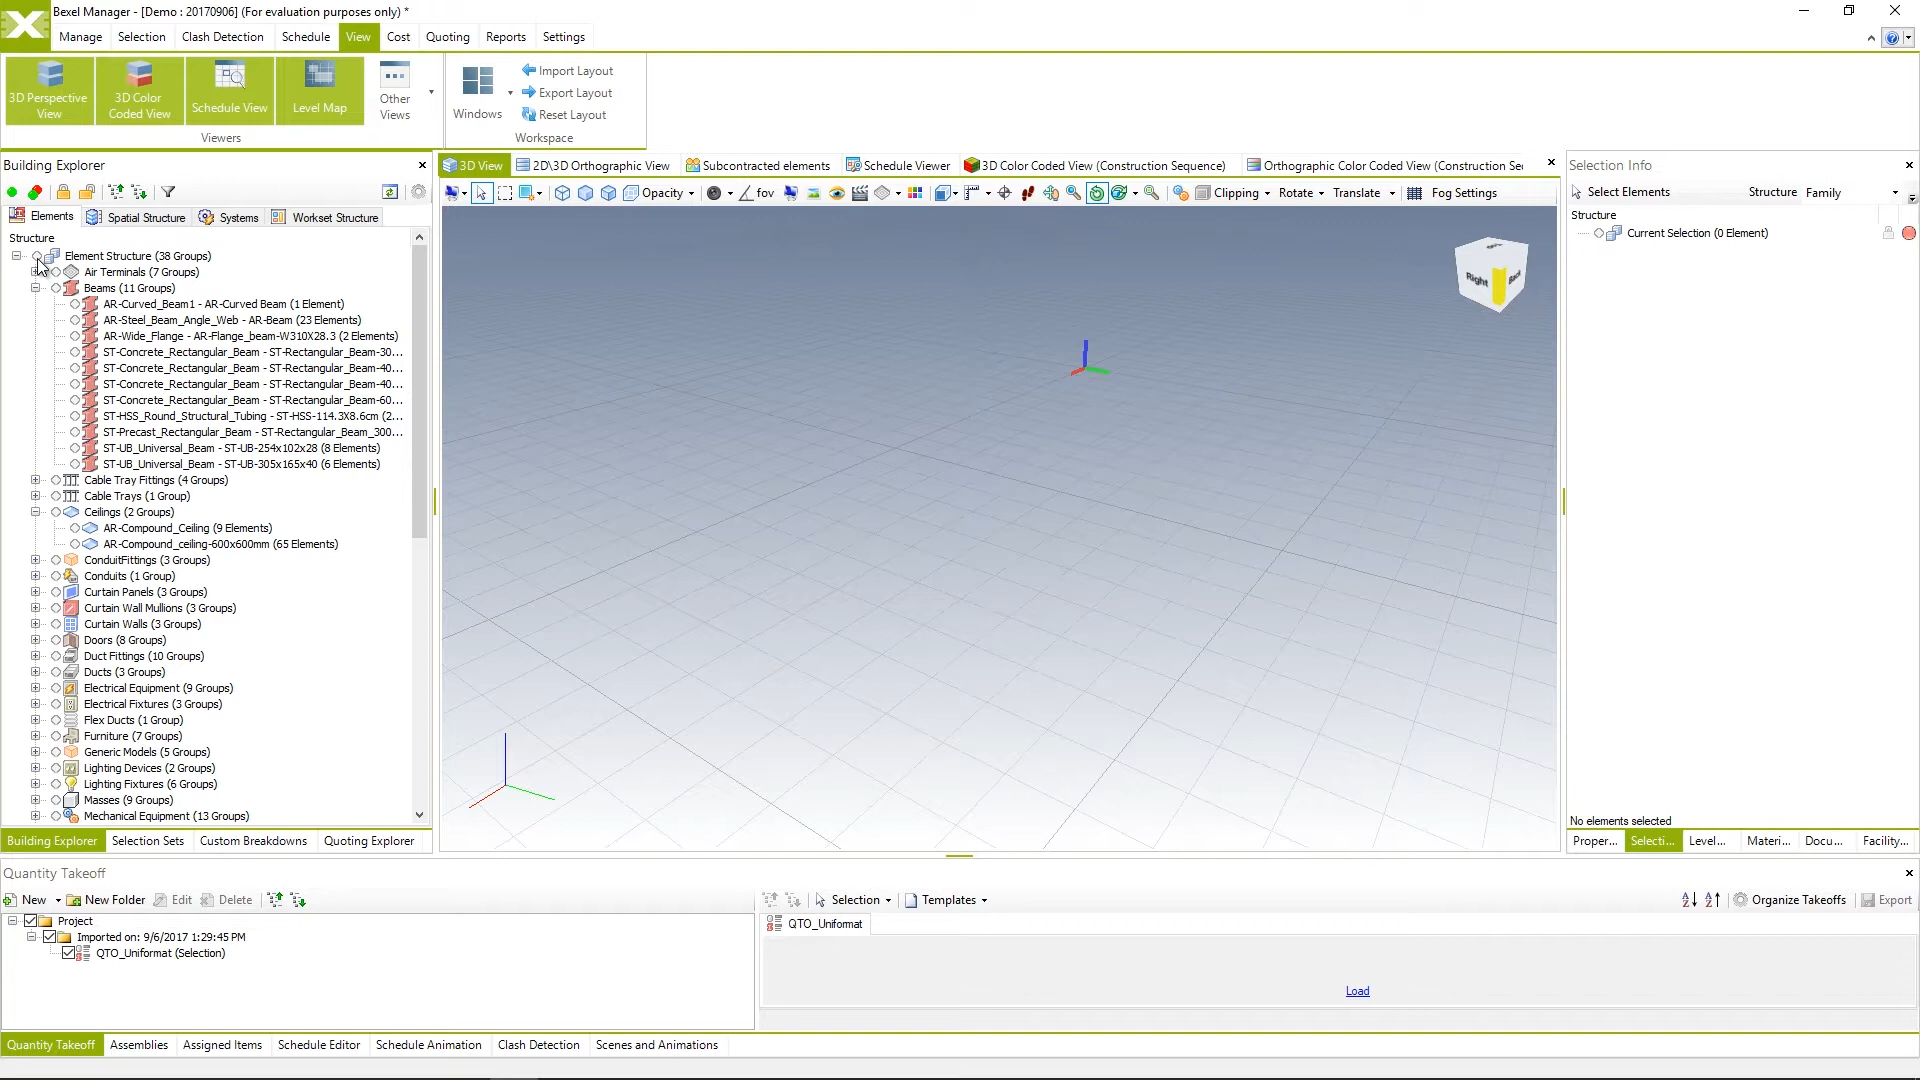 Bexel Manager - [Demo : 20170906] (For evaluation purposes only) *
Manage Selection Clash Detection Schedule View Cost Quoting Reports Settings
3D Perspective View
3D Color Coded View
Schedule View
Level Map
Other Views
Windows
Import Layout
Export Layout
Reset Layout
Viewers
Workspace
Building Explorer
Elements Spatial Structure Systems Workset Structure
Structure
Element Structure (38 Groups)
Air Terminals (7 Groups)
Beams (11 Groups)
AR-Curved_Beam1 - AR-Curved Beam (1 Element)
AR-Steel_Beam_Angle_Web - AR-Beam (23 Elements)
AR-Wide_Flange - AR-Flange_beam-W310X28.3 (2 Elements)
ST-Concrete_Rectangular_Beam - ST-Rectangular_Beam-30...
ST-Concrete_Rectangular_Beam - ST-Rectangular_Beam-40...
ST-Concrete_Rectangular_Beam - ST-Rectangular_Beam-40...
ST-Concrete_Rectangular_Beam - ST-Rectangular_Beam-60...
ST-HSS_Round_Structural_Tubing - ST-HSS-114.3X8.6cm (2...
ST-Precast_Rectangular_Beam - ST-Rectangular_Beam_300...
ST-UB_Universal_Beam - ST-UB-254x102x28 (8 Elements)
ST-UB_Universal_Beam - ST-UB-305x165x40 (6 Elements)
Cable Tray Fittings (4 Groups)
Cable Trays (1 Group)
Ceilings (2 Groups)
AR-Compound_Ceiling (9 Elements)
AR-Compound_ceiling-600x600mm (65 Elements)
ConduitFittings (3 Groups)
Conduits (1 Group)
Curtain Panels (3 Groups)
Curtain Wall Mullions (3 Groups)
Curtain Walls (3 Groups)
Doors (8 Groups)
Duct Fittings (10 Groups)
Ducts (3 Groups)
Electrical Equipment (9 Groups)
Electrical Fixtures (3 Groups)
Flex Ducts (1 Group)
Furniture (7 Groups)
Generic Models (5 Groups)
Lighting Devices (2 Groups)
Lighting Fixtures (6 Groups)
Masses (9 Groups)
Mechanical Equipment (13 Groups)
Building Explorer Selection Sets Custom Breakdowns Quoting Explorer
3D View 2D\3D Orthographic View Subcontracted elements Schedule Viewer 3D Color Coded View (Construction Sequence) Orthographic Color Coded View (Construction Se
Opacity fov Clipping Rotate Translate Fog Settings
Right Back
Selection Info
Select Elements Structure Family
Structure
Current Selection (0 Element)
No elements selected
Proper... Selecti... Level... Materi... Docu... Facility...
Quantity Takeoff
New New Folder Edit Delete
Project
Imported on: 9/6/2017 1:29:45 PM
QTO_Uniformat (Selection)
Selection Templates Organize Takeoffs Export
QTO_Uniformat
Load
Quantity Takeoff Assemblies Assigned Items Schedule Editor Schedule Animation Clash Detection Scenes and Animations